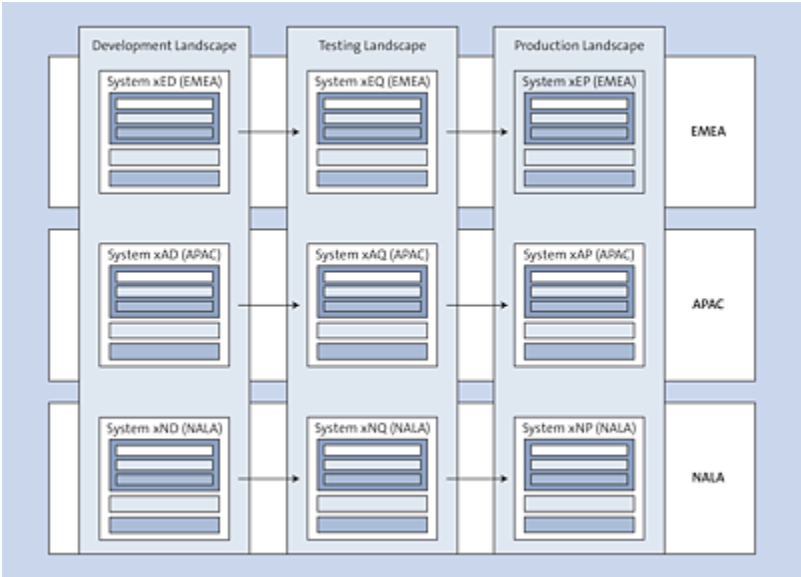 Development Landscape
Testing Landscape
Production Landscape
System xED (EMEA)
System xEQ (EMEA)
System xEP (EMEA)
EMEA
System xAD (APAC)
System xAQ (APAC)
System xAP (APAC)
APAC
System xND (NALA)
System xNQ (NALA)
System xNP (NALA)
NALA